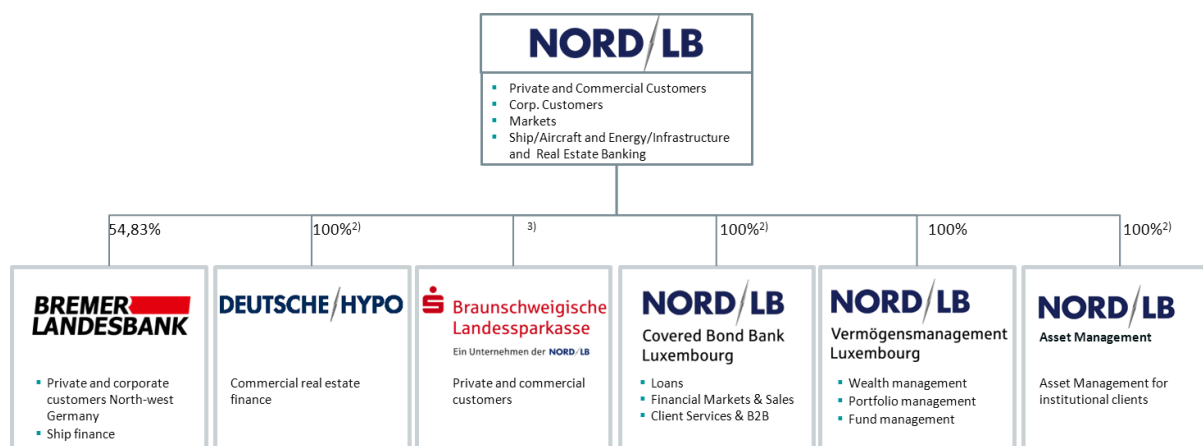 NORD/LB
▪ Private and Commercial Customers
▪ Corp. Customers
▪ Markets
▪ Ship/Aircraft and Energy/Infrastructure
and Real Estate Banking
54,83%
100%2)
3)
100%2)
100%
100%2)
BREMER
LANDESBANK
▪ Private and corporate
customers North-west
Germany
▪ Ship finance
DEUTSCHE/HYPO
Commercial real estate
finance
Braunschweigische
Landessparkasse
Ein Unternehmen der NORD/LB
Private and commercial
customers
NORD/LB
Covered Bond Bank
Luxembourg
▪ Loans
▪ Financial Markets & Sales
▪ Client Services & B2B
NORD/LB
Vermögensmanagement
Luxembourg
▪ Wealth management
▪ Portfolio management
▪ Fund management
NORD/LB
Asset Management
Asset Management for
institutional clients